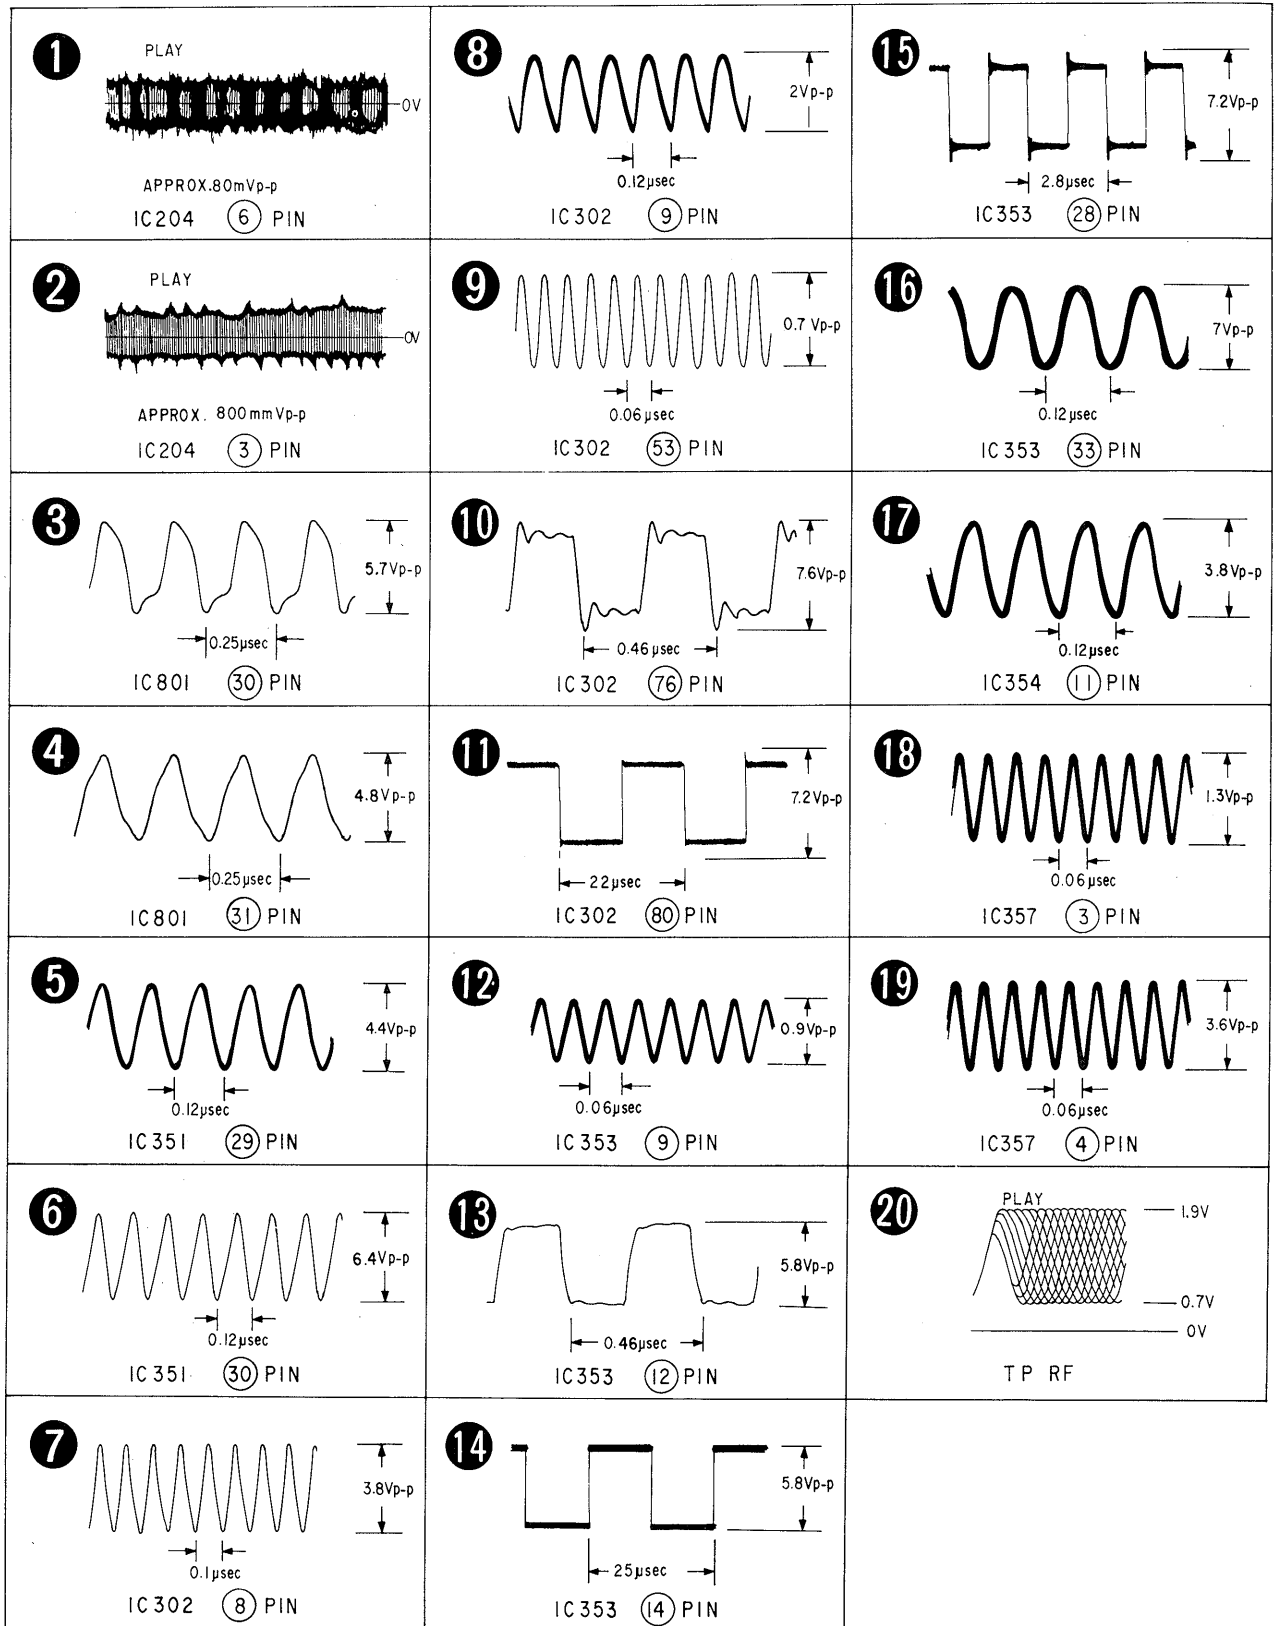 1
PLAY
0V
APPROX.80mVp-p
IC204 6 PIN
2
PLAY
0V
APPROX. 800mmVp-p
IC204 3 PIN
3
5.7Vp-p
0.25µsec
IC801 30 PIN
4
4.8Vp-p
0.25µsec
IC801 31 PIN
5
4.4Vp-p
0.12µsec
IC351 29 PIN
6
6.4Vp-p
0.12µsec
IC351 30 PIN
7
3.8Vp-p
0.1µsec
IC302 8 PIN
8
2Vp-p
0.12µsec
IC302 9 PIN
9
0.7 Vp-p
0.06µsec
IC302 53 PIN
10
7.6Vp-p
0.46µsec
IC302 76 PIN
11
7.2Vp-p
22µsec
IC302 80 PIN
12
0.9Vp-p
0.06µsec
IC353 9 PIN
13
5.8Vp-p
0.46µsec
IC353 12 PIN
14
5.8Vp-p
25µsec
IC353 14 PIN
15
7.2Vp-p
2.8µsec
IC353 28 PIN
16
7Vp-p
0.12µsec
IC353 33 PIN
17
3.8Vp-p
0.12µsec
IC354 11 PIN
18
1.3Vp-p
0.06µsec
IC357 3 PIN
19
3.6Vp-p
0.06µsec
IC357 4 PIN
20
PLAY
1.9V
0.7V
0V
TP RF